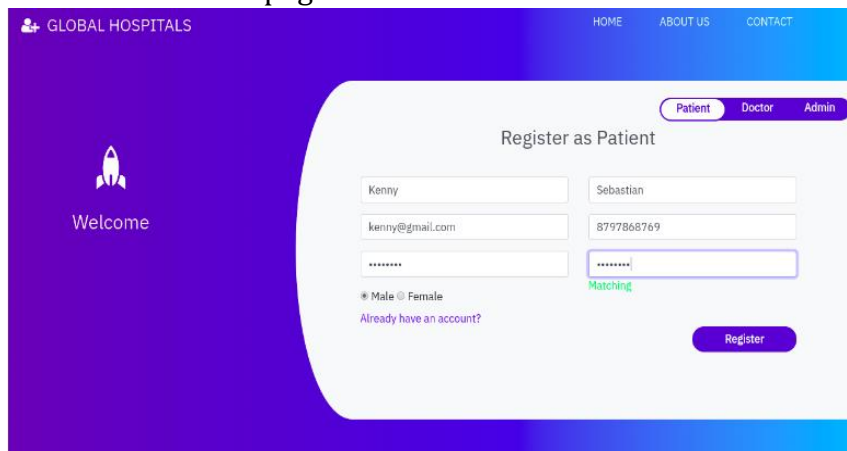 GLOBAL HOSPITALS HOME ABOUT US CONTACT
Patient Doctor Admin
Register as Patient
Kenny Sebastian
Welcome
kenny@gmail.com 8797868769
•••••••• ••••••••
Matching
Male Female
Already have an account?
Register